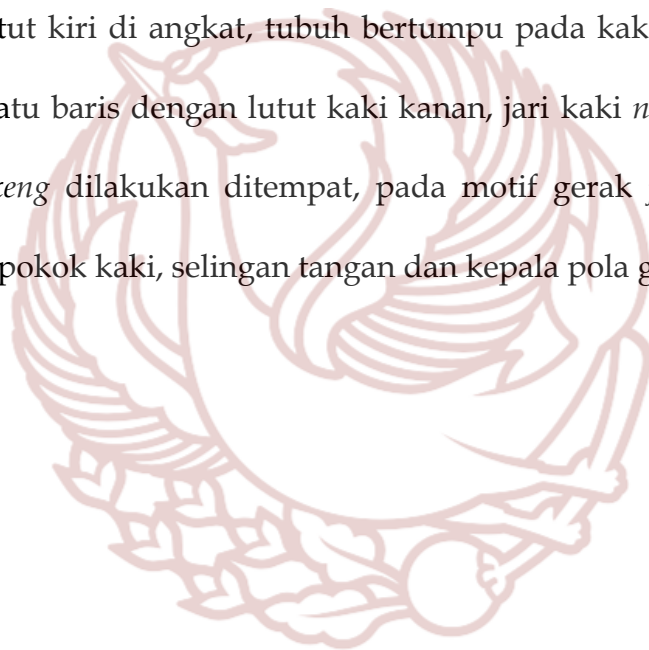 tut kiri di angkat, tubuh bertumpu pada kak
atu baris dengan lutut kaki kanan, jari kaki n
eng dilakukan ditempat, pada motif gerak
pokok kaki, selingan tangan dan kepala pola g